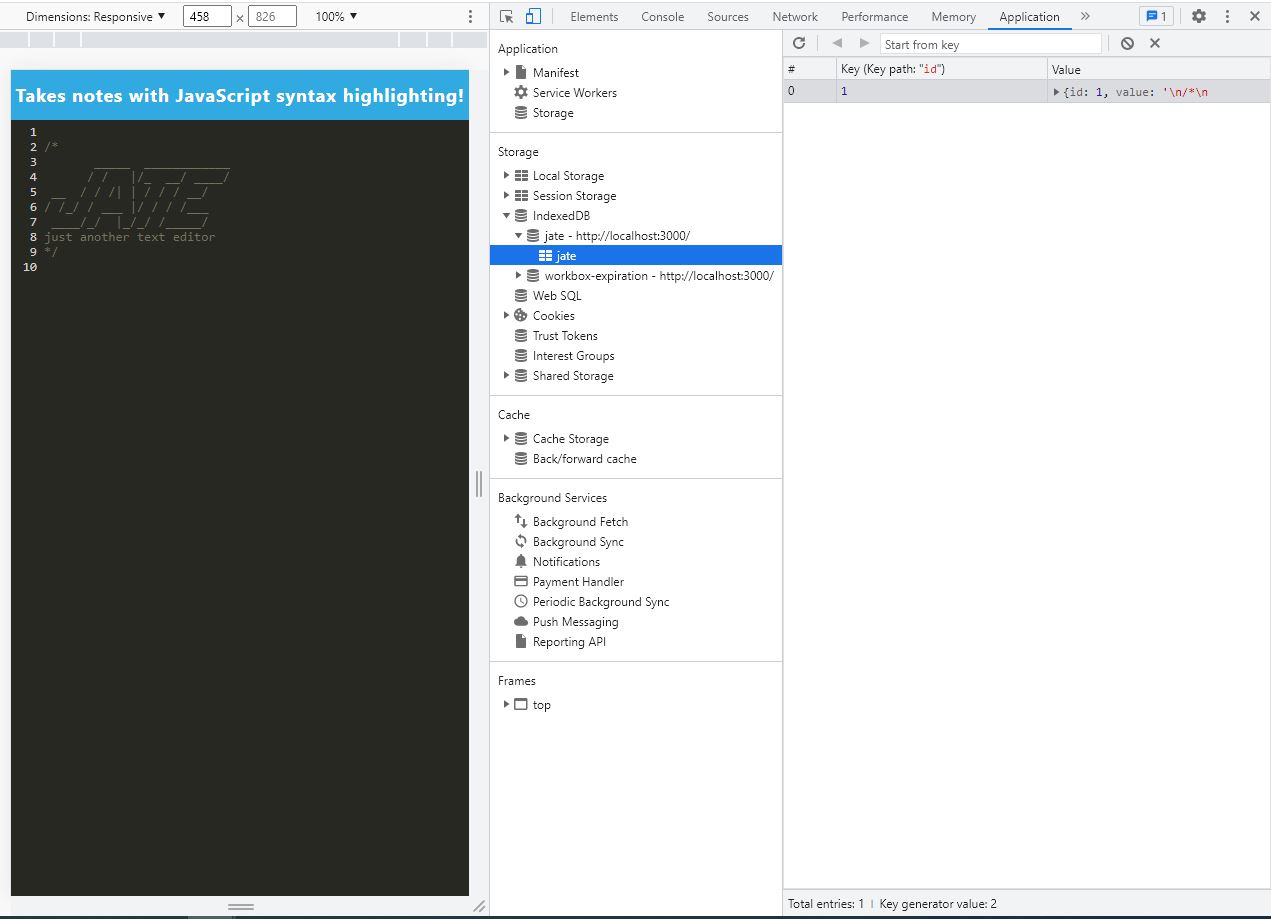 Dimensions: Responsive ▼ 458 × 826 100% ▼
Elements Console Sources Network Performance Memory Application » 1
Takes notes with JavaScript syntax highlighting!
1
2 /*
3       _____  ____________
4      / /   |/_  __/ ____/
5 __  / / /| | / / / __/
6 / /_/ / ___ |/ / / /___
7 ____/_/  |_/_/ /_____/
8 just another text editor
9 */
10
Application
Manifest
Service Workers
Storage
Storage
Local Storage
Session Storage
IndexedDB
jate - http://localhost:3000/
jate
workbox-expiration - http://localhost:3000/
Web SQL
Cookies
Trust Tokens
Interest Groups
Shared Storage
Cache
Cache Storage
Back/forward cache
Background Services
Background Fetch
Background Sync
Notifications
Payment Handler
Periodic Background Sync
Push Messaging
Reporting API
Frames
top
Start from key
# Key (Key path: "id") Value
0 1 {id: 1, value: '\n/*\n
Total entries: 1 Key generator value: 2